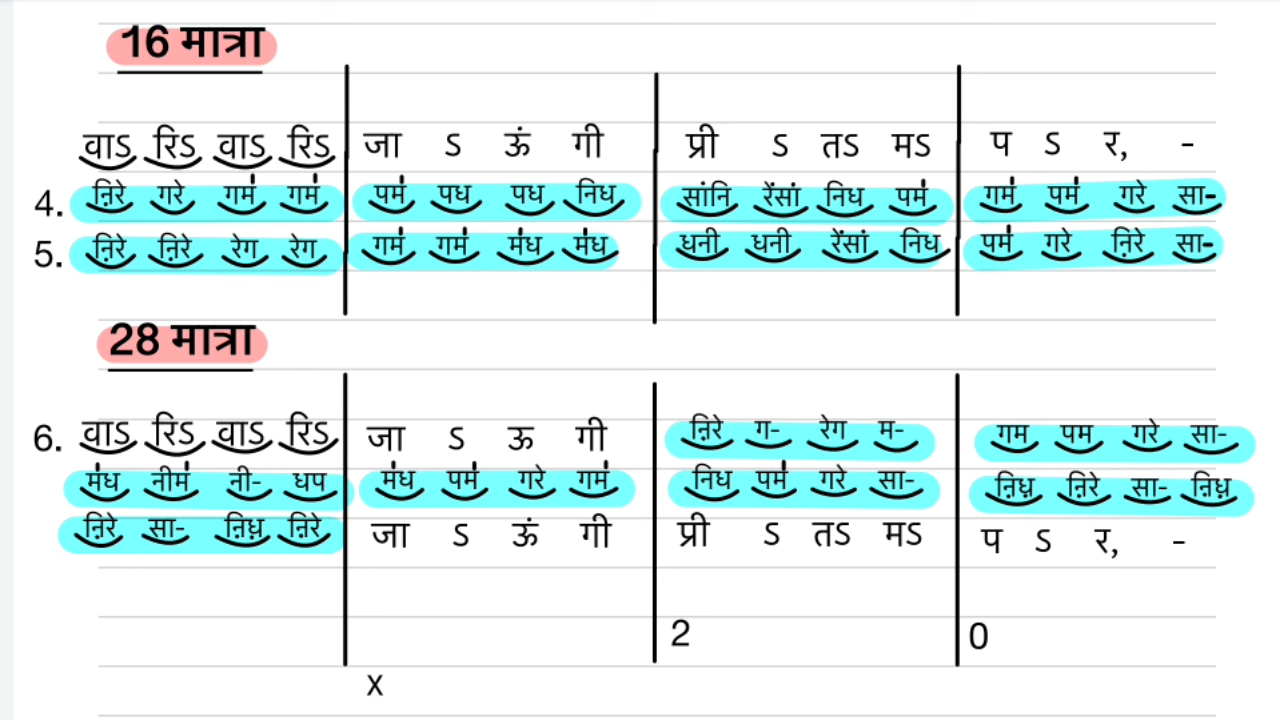 16 मात्रा
वाऽ रिऽ वाऽ रिऽ | जा ऽ ऊं गी | प्री ऽ तऽ मऽ | प ऽ र, -
4. ऩिरे गरे गम॑ गम॑ | पम॑ पध पध निध | सांनि रेंसां निध पम॑ | गम॑ पम॑ गरे सा-
5. ऩिरे ऩिरे रेग रेग | गम॑ गम॑ म॑ध म॑ध | धनी धनी रेंसां निध | पम॑ गरे ऩिरे सा-
28 मात्रा
6. वाऽ रिऽ वाऽ रिऽ | जा ऽ ऊ गी | ऩिरे ग- रेग म- | गम पम गरे सा-
म॑ध नीम॑ नी- धप | म॑ध पम॑ गरे गम॑ | निध पम॑ गरे सा- | ऩिध़ ऩिरे सा- ऩिध़
ऩिरे सा- ऩिध़ ऩिरे | जा ऽ ऊं गी | प्री ऽ तऽ मऽ | प ऽ र, -
2 0
x